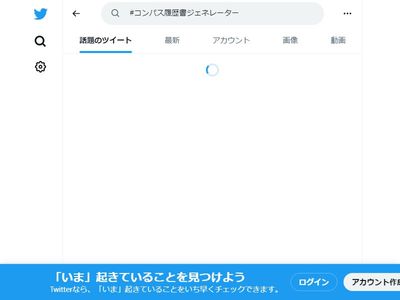 #コンパス履歴書ジェネレーター
話題のツイート 最新 アカウント 画像 動画
「いま」起きていることを見つけよう
Twitterなら、「いま」起きていることをいち早くチェックできます。
ログイン アカウント作成